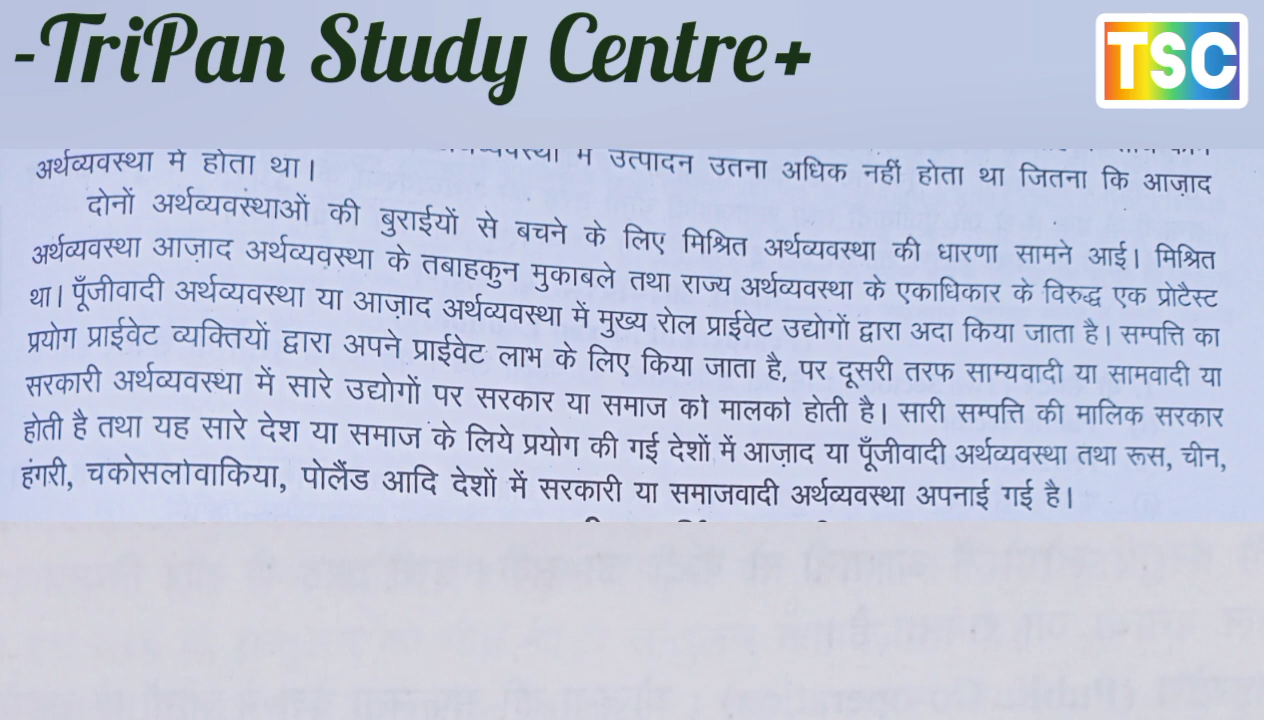 -TriPan Study Centre+
TSC
में उत्पादन उतना अधिक नहीं होता था जितना कि आज़ाद
अर्थव्यवस्था में होता था।
दोनों अर्थव्यवस्थाओं की बुराईयों से बचने के लिए मिश्रित अर्थव्यवस्था की धारणा सामने आई। मिश्रित
अर्थव्यवस्था आज़ाद अर्थव्यवस्था के तबाहकुन मुकाबले तथा राज्य अर्थव्यवस्था के एकाधिकार के विरुद्ध एक प्रोटैस्ट
था। पूँजीवादी अर्थव्यवस्था या आज़ाद अर्थव्यवस्था में मुख्य रोल प्राईवेट उद्योगों द्वारा अदा किया जाता है। सम्पत्ति का
प्रयोग प्राईवेट व्यक्तियों द्वारा अपने प्राईवेट लाभ के लिए किया जाता है, पर दूसरी तरफ साम्यवादी या सामवादी या
सरकारी अर्थव्यवस्था में सारे उद्योगों पर सरकार या समाज को मालको होती है। सारी सम्पत्ति की मालिक सरकार
होती है तथा यह सारे देश या समाज के लिये प्रयोग की गई देशों में आज़ाद या पूँजीवादी अर्थव्यवस्था तथा रूस, चीन,
हंगरी, चकोसलोवाकिया, पोलैंड आदि देशों में सरकारी या समाजवादी अर्थव्यवस्था अपनाई गई है।